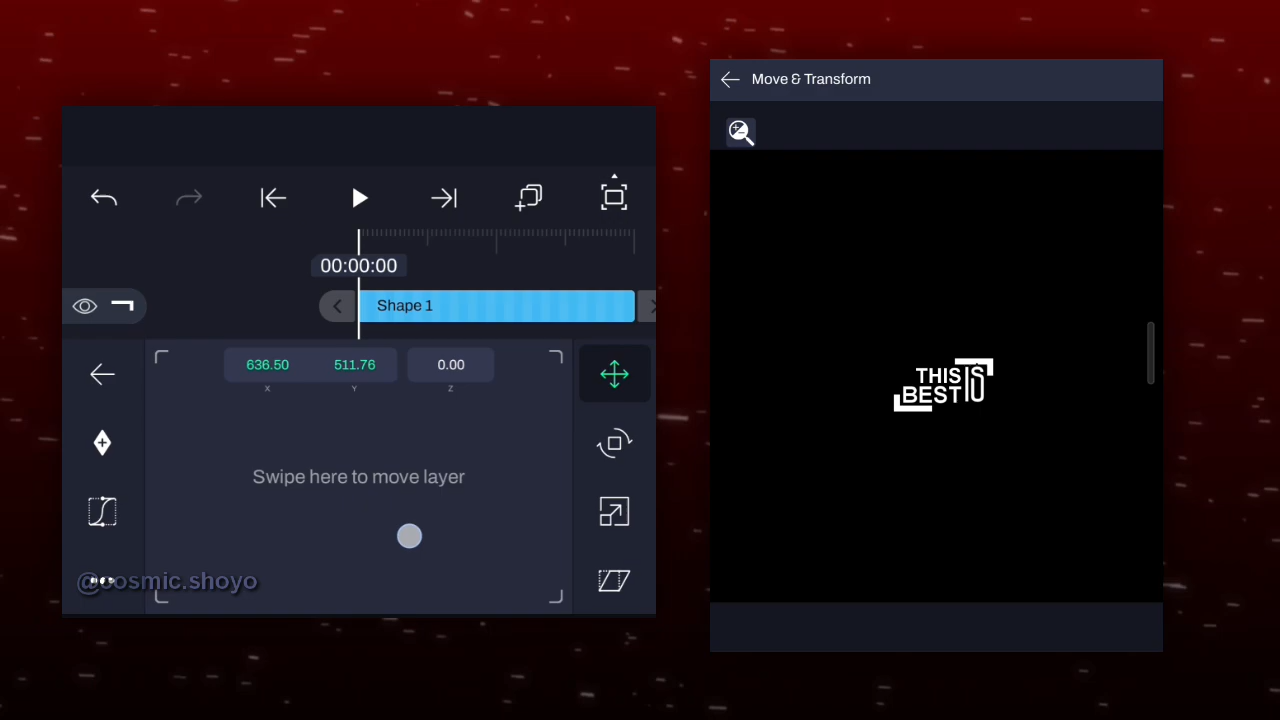 00:00:00
Shape 1
636.50 511.76 0.00
X Y Z
Swipe here to move layer
@cosmic.shoyo
Move & Transform
THIS IS
BEST